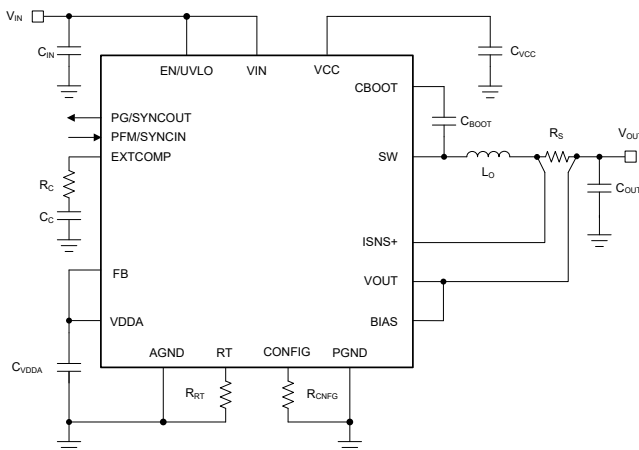 VIN
CIN
EN/UVLO
VIN
VCC
CVCC
CBOOT
PG/SYNCOUT
PFM/SYNCIN
CBOOT
EXTCOMP
SW
RS
VOUT
RC
LO
COUT
CC
ISNS+
FB
VOUT
VDDA
BIAS
AGND
RT
CONFIG
PGND
CVDDA
RRT
RCNFG